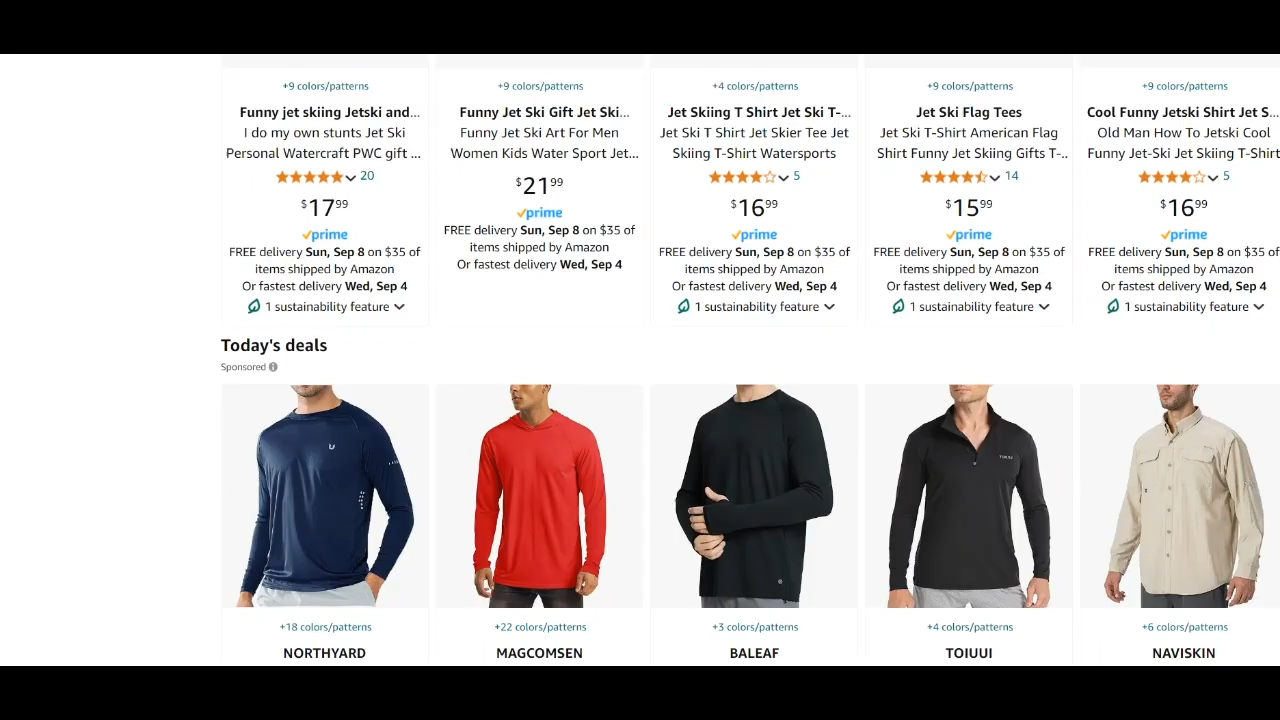 +9 colors/patterns
Funny jet skiing Jetski and...
I do my own stunts Jet Ski
Personal Watercraft PWC gift ...
20
$17.99
prime
FREE delivery Sun, Sep 8 on $35 of
items shipped by Amazon
Or fastest delivery Wed, Sep 4
1 sustainability feature
+9 colors/patterns
Funny Jet Ski Gift Jet Ski...
Funny Jet Ski Art For Men
Women Kids Water Sport Jet...
$21.99
prime
FREE delivery Sun, Sep 8 on $35 of
items shipped by Amazon
Or fastest delivery Wed, Sep 4
+4 colors/patterns
Jet Skiing T Shirt Jet Ski T-...
Jet Ski T Shirt Jet Skier Tee Jet
Skiing T-Shirt Watersports
5
$16.99
prime
FREE delivery Sun, Sep 8 on $35 of
items shipped by Amazon
Or fastest delivery Wed, Sep 4
1 sustainability feature
+9 colors/patterns
Jet Ski Flag Tees
Jet Ski T-Shirt American Flag
Shirt Funny Jet Skiing Gifts T-..
14
$15.99
prime
FREE delivery Sun, Sep 8 on $35 of
items shipped by Amazon
Or fastest delivery Wed, Sep 4
1 sustainability feature
+9 colors/patterns
Cool Funny Jetski Shirt Jet S...
Old Man How To Jetski Cool
Funny Jet-Ski Jet Skiing T-Shirt
5
$16.99
prime
FREE delivery Sun, Sep 8 on $35 of
items shipped by Amazon
Or fastest delivery Wed, Sep 4
1 sustainability feature
Today's deals
Sponsored
+18 colors/patterns
NORTHYARD
+22 colors/patterns
MAGCOMSEN
+3 colors/patterns
BALEAF
TOIUUI
+4 colors/patterns
TOIUUI
+6 colors/patterns
NAVISKIN